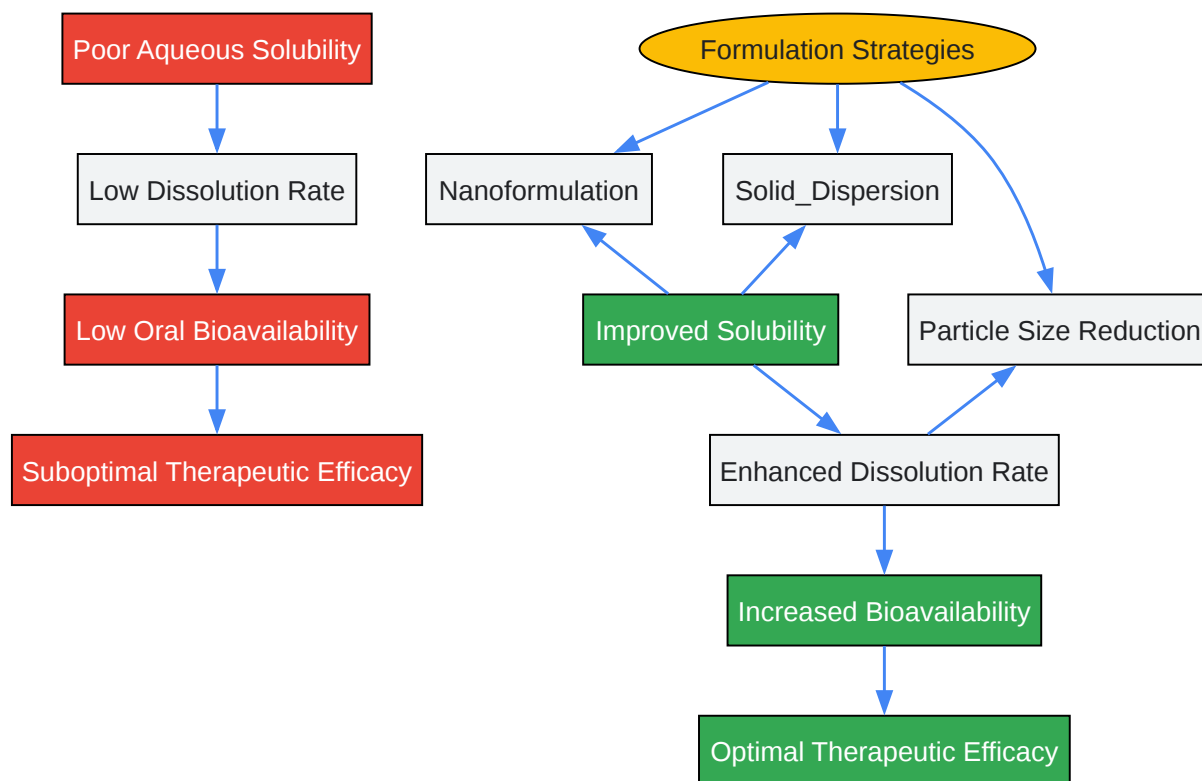 Poor Aqueous Solubility
Formulation Strategies
Low Dissolution Rate
Nanoformulation
Solid_Dispersion
Low Oral Bioavailability
Improved Solubility
Particle Size Reduction
Suboptimal Therapeutic Efficacy
Enhanced Dissolution Rate
Increased Bioavailability
Optimal Therapeutic Efficacy